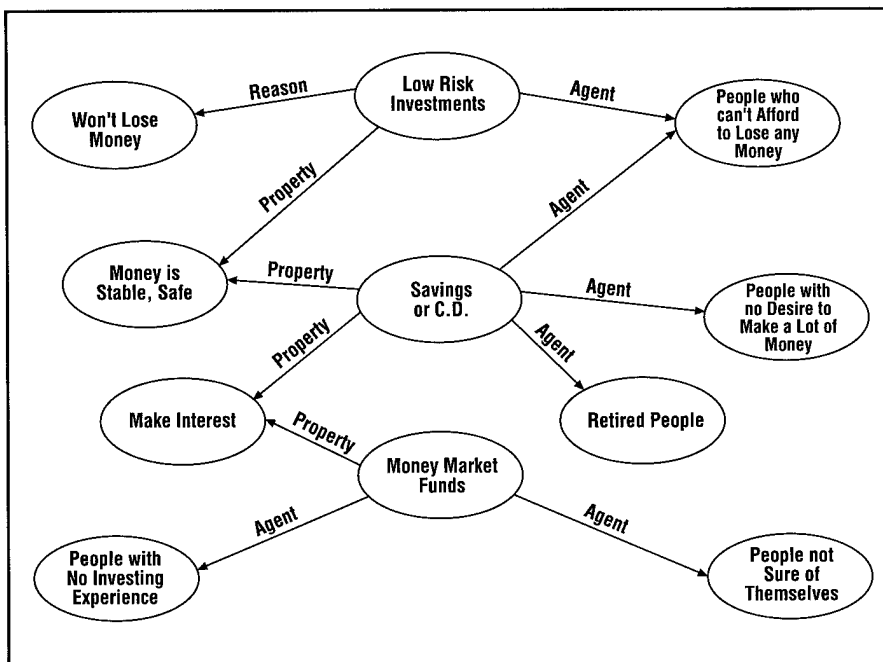 Low Risk
Investments
Reason
Agent
Won't Lose
Money
People who
can't Afford
to Lose any
Money
Property
Agent
Money is
Stable, Safe
Property
Savings
or C.D.
Agent
People with
no Desire to
Make a Lot of
Money
Property
Agent
Make Interest
Property
Retired People
Money Market
Funds
Agent
Agent
People with
No Investing
Experience
People not
Sure of
Themselves